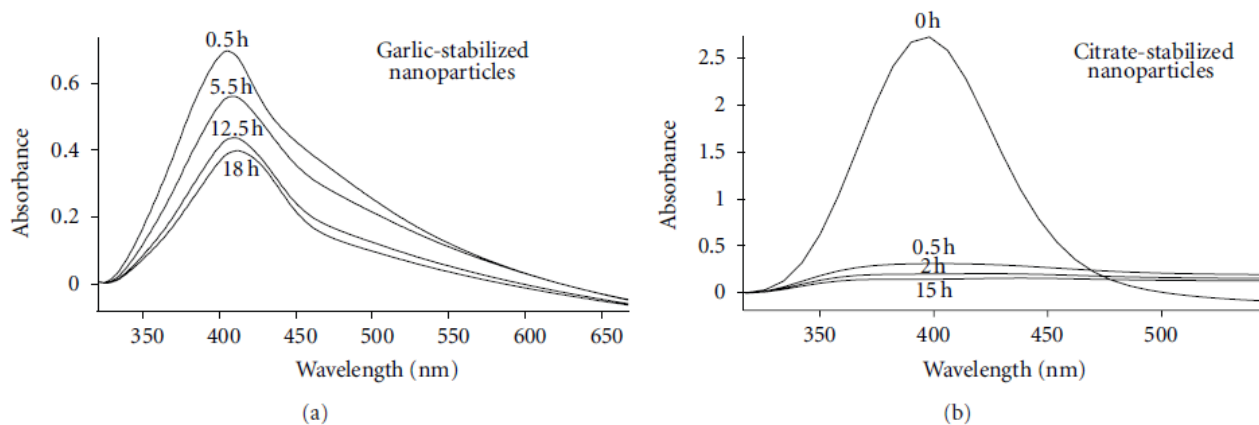 0.5 h
5.5 h
12.5 h
18 h
Garlic-stabilized
nanoparticles
Absorbance
0.6
0.4
0.2
0
350 400 450 500 550 600 650
Wavelength (nm)
(a)
0 h
0.5 h
2 h
15 h
Citrate-stabilized
nanoparticles
Absorbance
2.5
2
1.5
1
0.5
0
350 400 450 500
Wavelength (nm)
(b)